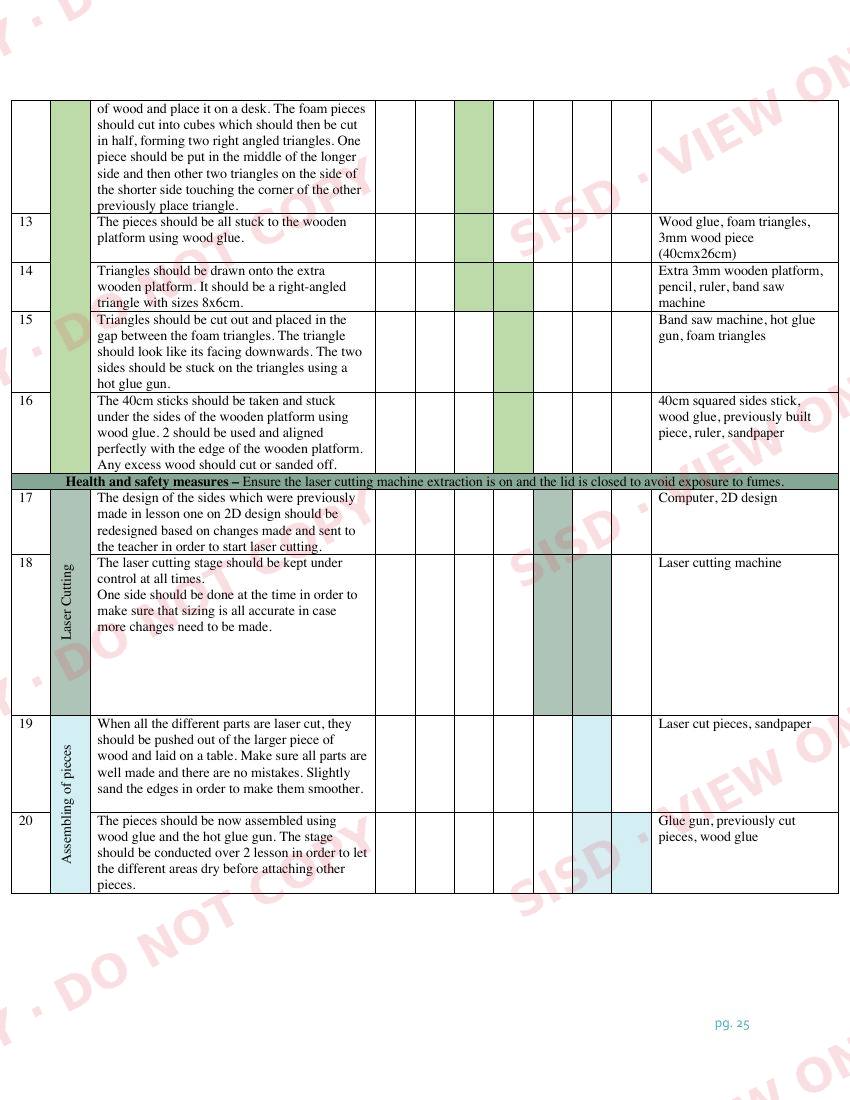 of wood and place it on a desk. The foam pieces
should cut into cubes which should then be cut
in half, forming two right angled triangles. One
piece should be put in the middle of the longer
side and then other two triangles on the side of
the shorter side touching the corner of the other
previously place triangle.
13
The pieces should be all stuck to the wooden
platform using wood glue.
Wood glue, foam triangles,
3mm wood piece
(40cmx26cm)
14
Triangles should be drawn onto the extra
wooden platform. It should be a right-angled
triangle with sizes 8x6cm.
Extra 3mm wooden platform,
pencil, ruler, band saw
machine
15
Triangles should be cut out and placed in the
gap between the foam triangles. The triangle
should look like its facing downwards. The two
sides should be stuck on the triangles using a
hot glue gun.
Band saw machine, hot glue
gun, foam triangles
16
The 40cm sticks should be taken and stuck
under the sides of the wooden platform using
wood glue. 2 should be used and aligned
perfectly with the edge of the wooden platform.
Any excess wood should cut or sanded off.
40cm squared sides stick,
wood glue, previously built
piece, ruler, sandpaper
Health and safety measures – Ensure the laser cutting machine extraction is on and the lid is closed to avoid exposure to fumes.
Laser Cutting
17
The design of the sides which were previously
made in lesson one on 2D design should be
redesigned based on changes made and sent to
the teacher in order to start laser cutting.
Computer, 2D design
18
The laser cutting stage should be kept under
control at all times.
One side should be done at the time in order to
make sure that sizing is all accurate in case
more changes need to be made.
Laser cutting machine
Assembling of pieces
19
When all the different parts are laser cut, they
should be pushed out of the larger piece of
wood and laid on a table. Make sure all parts are
well made and there are no mistakes. Slightly
sand the edges in order to make them smoother.
Laser cut pieces, sandpaper
20
The pieces should be now assembled using
wood glue and the hot glue gun. The stage
should be conducted over 2 lesson in order to let
the different areas dry before attaching other
pieces.
Glue gun, previously cut
pieces, wood glue
pg. 25
Y · DO NOT COPY
SISD · VIEW ON
Y · DO NOT COPY
SISD · VIEW ON
Y · DO NOT COPY
SISD · VIEW ON